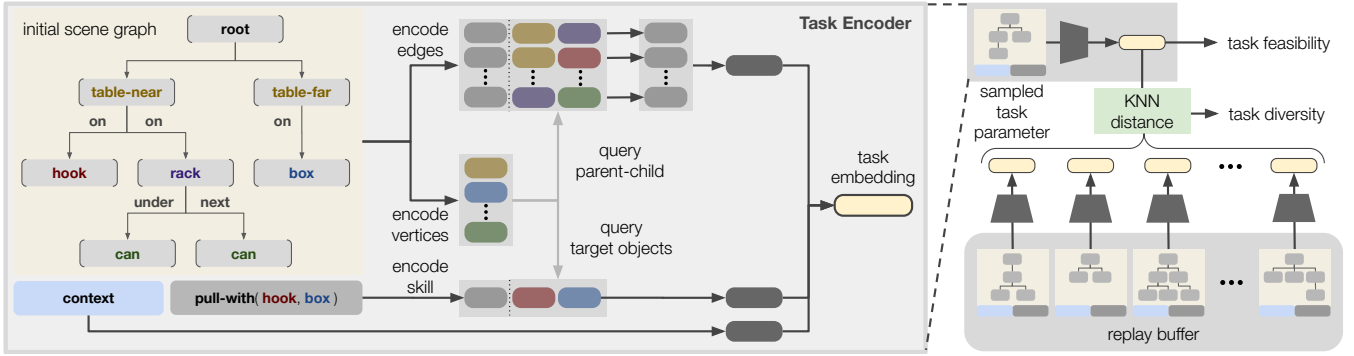 initial scene graph
root
table-near
table-far
on
on
on
hook
rack
box
under
next
can
can
context
pull-with( hook, box )
encode
edges
encode
vertices
encode
skill
query
parent-child
query
target objects
Task Encoder
task
embedding
sampled
task
parameter
task feasibility
KNN
distance
task diversity
replay buffer